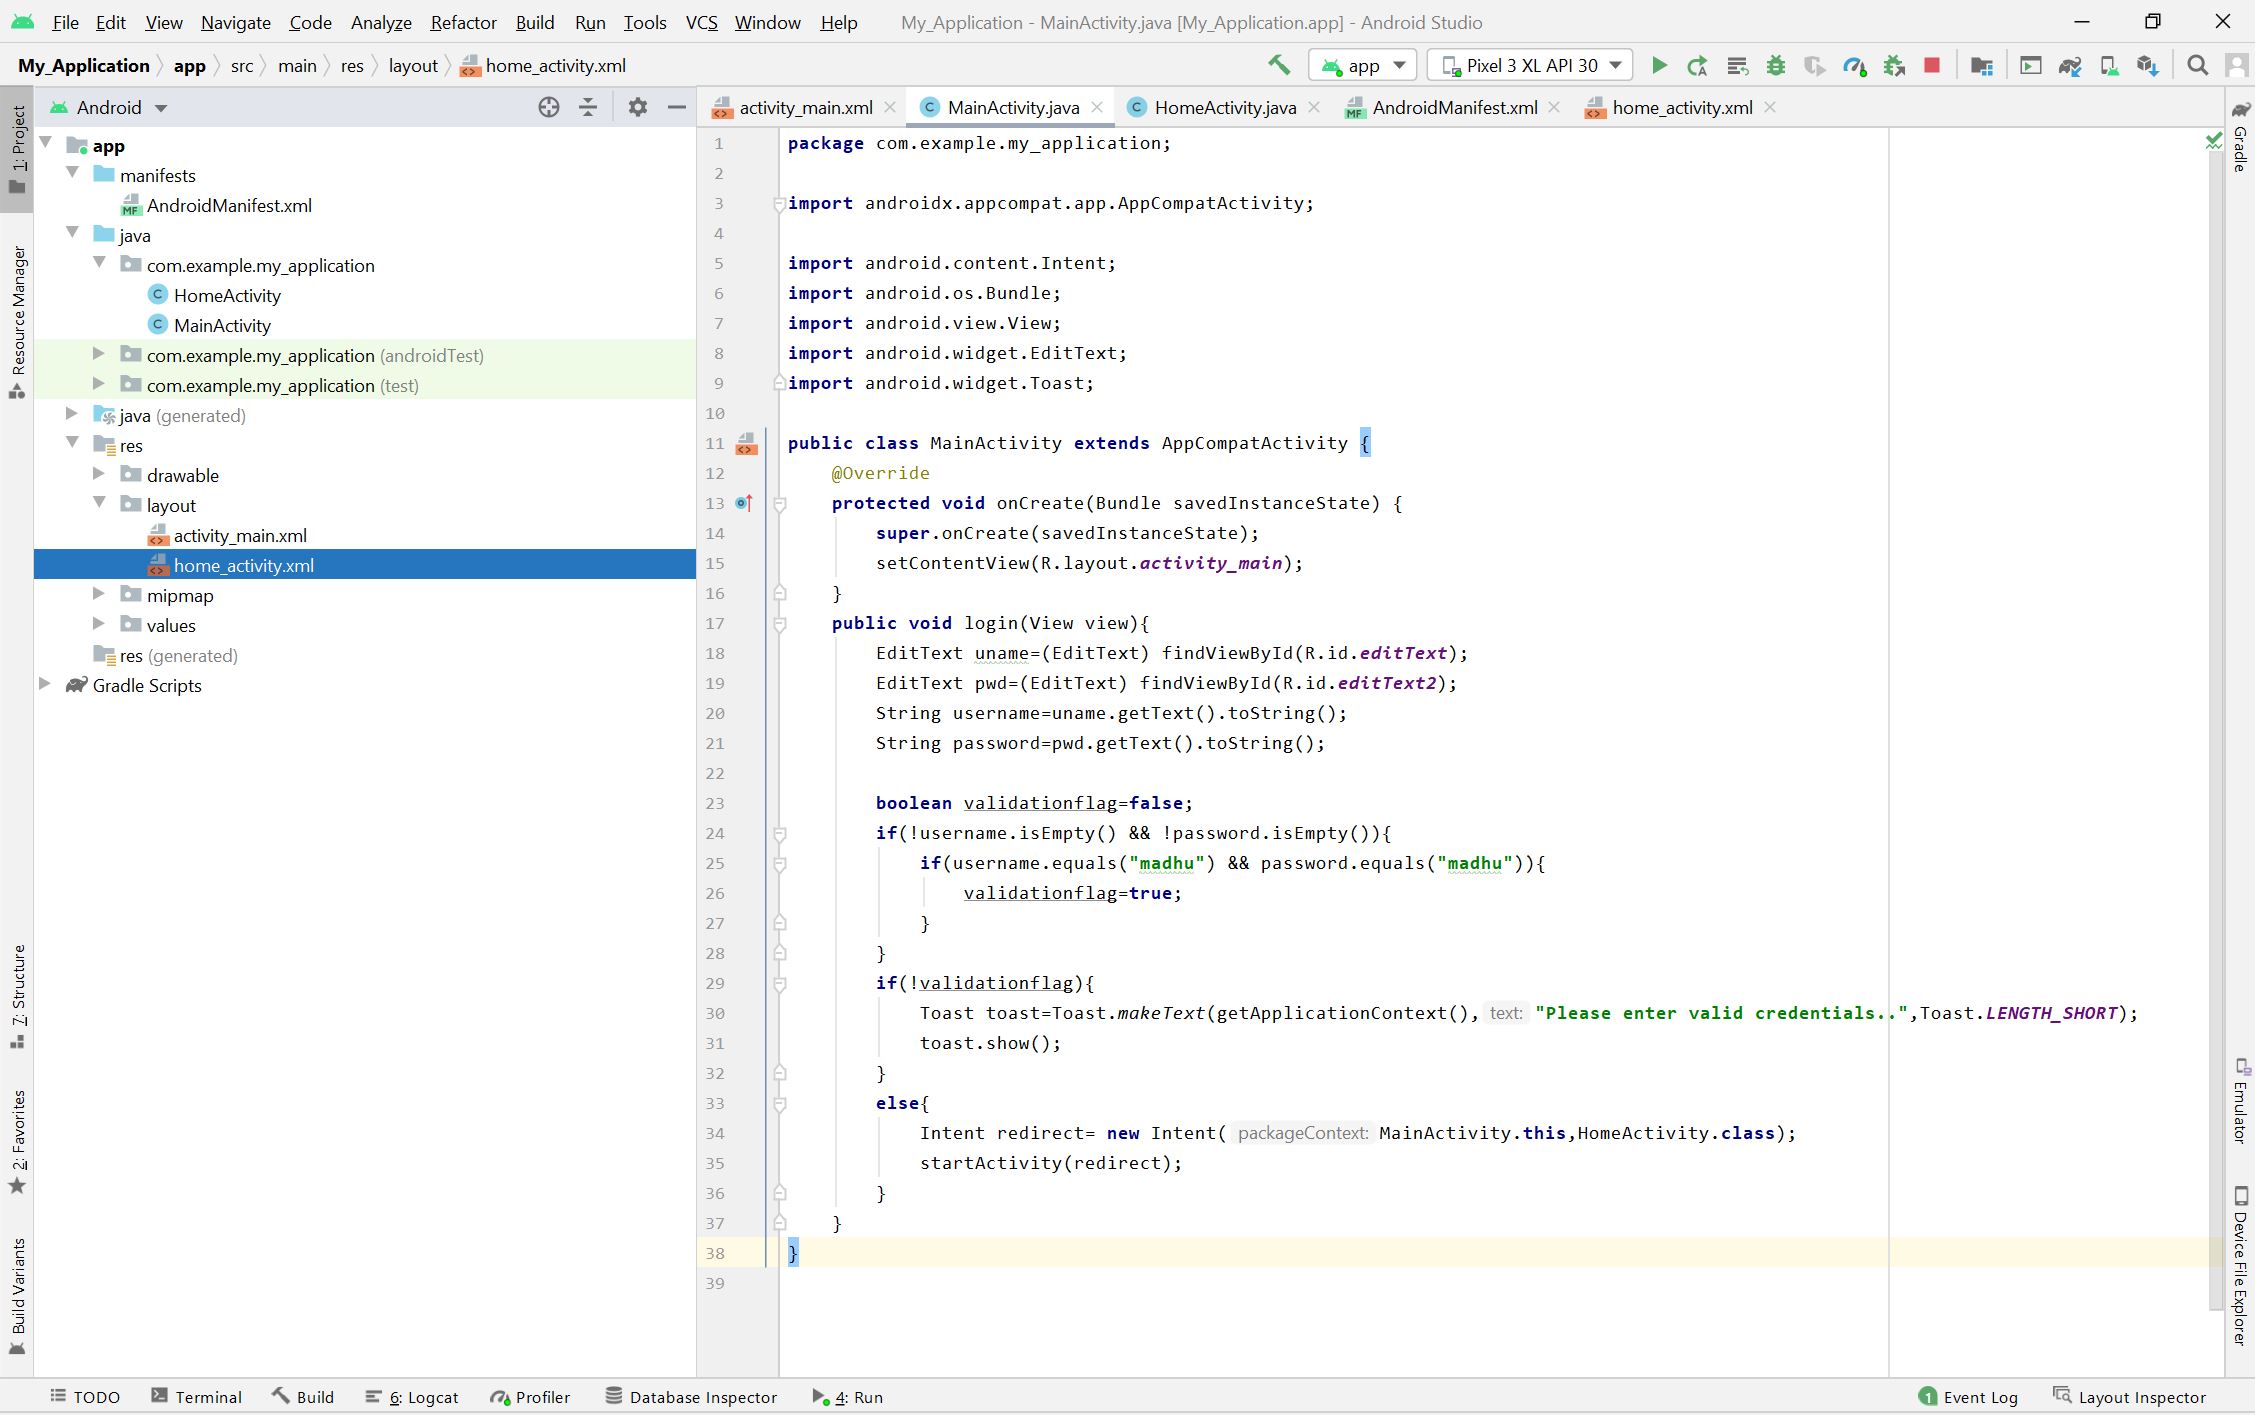 File Edit View Navigate Code Analyze Refactor Build Run Tools VCS Window Help My_Application - MainActivity.java [My_Application.app] - Android Studio
My_Application app src main res layout home_activity.xml app Pixel 3 XL API 30
Android
activity_main.xml MainActivity.java HomeActivity.java AndroidManifest.xml home_activity.xml
1: Project
Resource Manager
7: Structure
2: Favorites
Build Variants
app
manifests
AndroidManifest.xml
java
com.example.my_application
HomeActivity
MainActivity
com.example.my_application (androidTest)
com.example.my_application (test)
java (generated)
res
drawable
layout
activity_main.xml
home_activity.xml
mipmap
values
res (generated)
Gradle Scripts
1 package com.example.my_application;
2
3 import androidx.appcompat.app.AppCompatActivity;
4
5 import android.content.Intent;
6 import android.os.Bundle;
7 import android.view.View;
8 import android.widget.EditText;
9 import android.widget.Toast;
10
11 public class MainActivity extends AppCompatActivity {
12 @Override
13 protected void onCreate(Bundle savedInstanceState) {
14 super.onCreate(savedInstanceState);
15 setContentView(R.layout.activity_main);
16 }
17 public void login(View view){
18 EditText uname=(EditText) findViewById(R.id.editText);
19 EditText pwd=(EditText) findViewById(R.id.editText2);
20 String username=uname.getText().toString();
21 String password=pwd.getText().toString();
22
23 boolean validationflag=false;
24 if(!username.isEmpty() && !password.isEmpty()){
25 if(username.equals("madhu") && password.equals("madhu")){
26 validationflag=true;
27 }
28 }
29 if(!validationflag){
30 Toast toast=Toast.makeText(getApplicationContext(), text: "Please enter valid credentials..",Toast.LENGTH_SHORT);
31 toast.show();
32 }
33 else{
34 Intent redirect= new Intent( packageContext: MainActivity.this,HomeActivity.class);
35 startActivity(redirect);
36 }
37 }
38 }
39
Gradle
Emulator
Device File Explorer
TODO Terminal Build 6: Logcat Profiler Database Inspector 4: Run 1 Event Log Layout Inspector